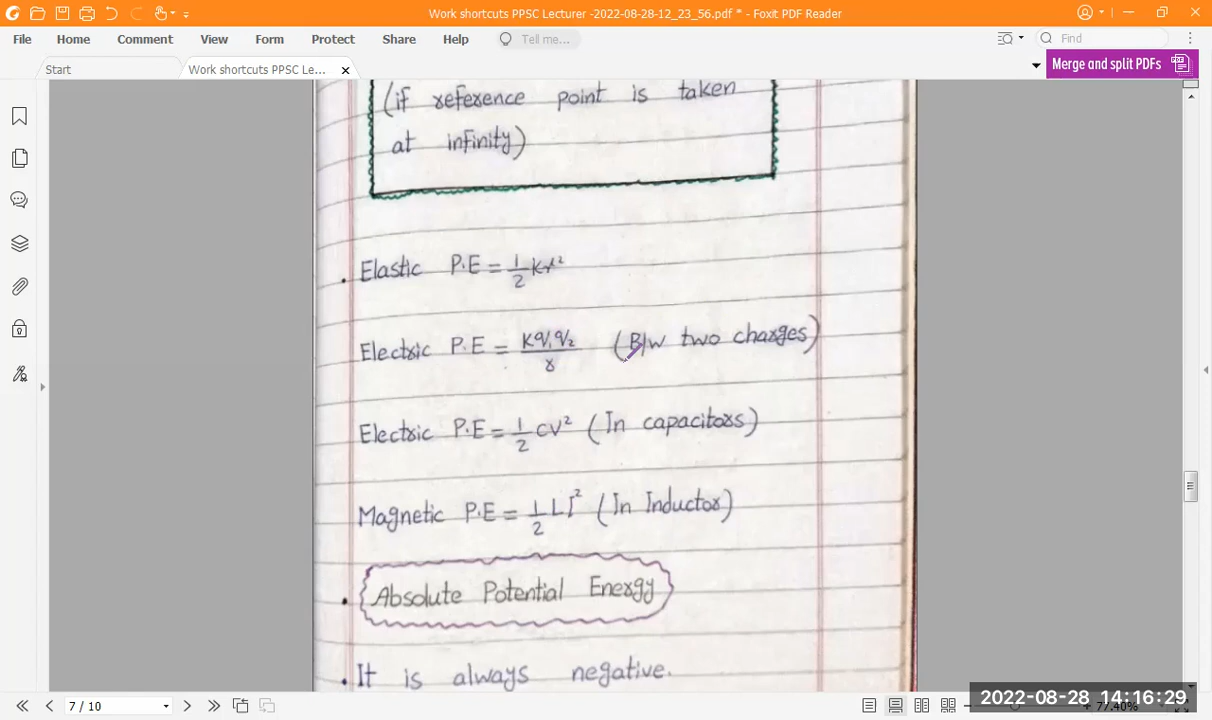 Work shortcuts PPSC Lecturer -2022-08-28-12_23_56.pdf * - Foxit PDF Reader
File Home Comment View Form Protect Share Help Tell me... Find
Start Work shortcuts PPSC Le... Merge and split PDFs
(if reference point is taken
at infinity)
. Elastic P.E = 1/2 kx²
Electric P.E = Kq₁q₂/r (B/w two charges)
Electric P.E = 1/2 CV² (In capacitors)
Magnetic P.E = 1/2 LI² (In Inductor)
. Absolute Potential Energy
. It is always negative.
7 / 10 77.40%
2022-08-28 14:16:29